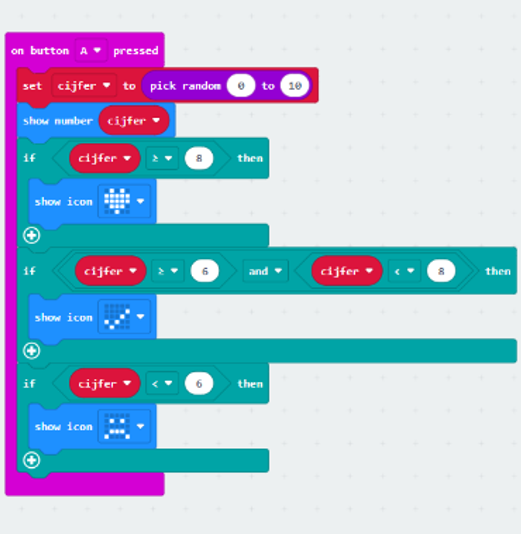 on button A pressed
set cijfer to pick random 0 to 10
show number cijfer
if cijfer ≥ 8 then
show icon
if cijfer ≥ 6 and cijfer < 8 then
show icon
if cijfer < 6 then
show icon